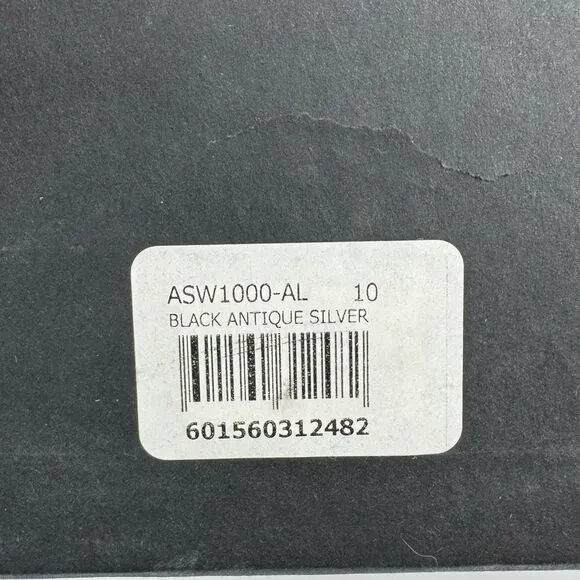 ASW1000-AL 10
BLACK ANTIQUE SILVER
601560312482